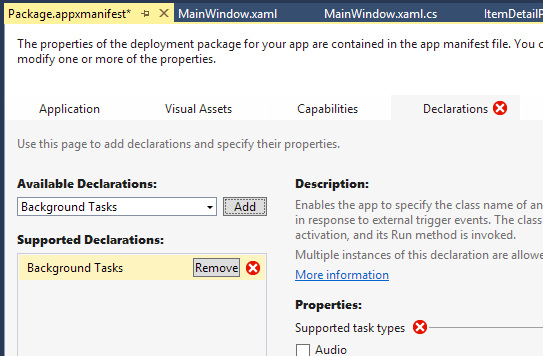 Package.appxmanifest* MainWindow.xaml MainWindow.xaml.cs ItemDetailP
The properties of the deployment package for your app are contained in the app manifest file. You c
modify one or more of the properties.
Application Visual Assets Capabilities Declarations
Use this page to add declarations and specify their properties.
Available Declarations:
Background Tasks Add
Supported Declarations:
Background Tasks Remove
Description:
Enables the app to specify the class name of an
in response to external trigger events. The class
activation, and its Run method is invoked.
Multiple instances of this declaration are allowe
More information
Properties:
Supported task types
Audio